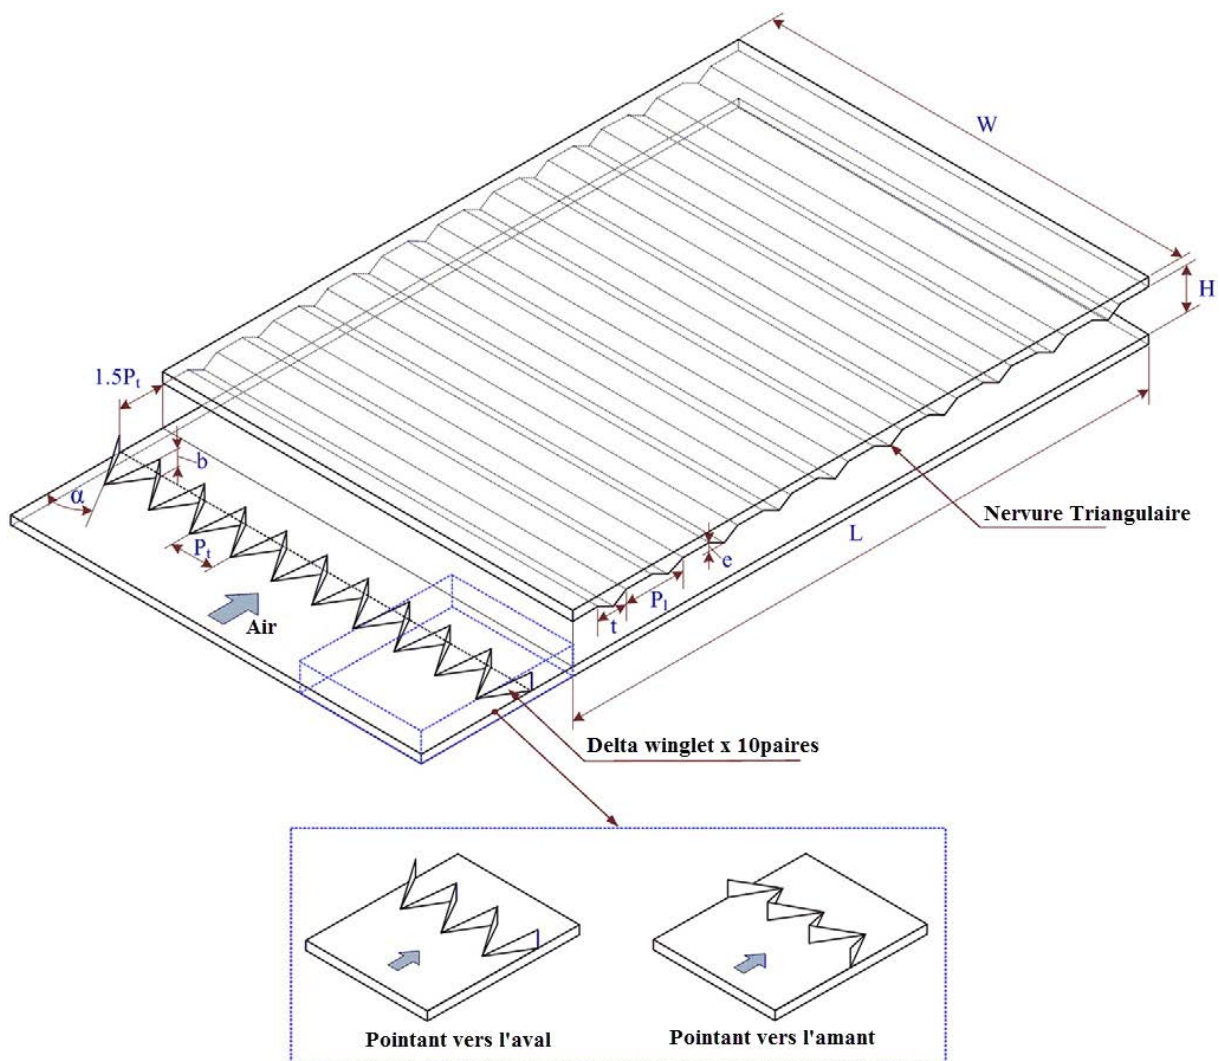 W
H
1.5Pt
b
α
Pt
Nervure Triangulaire
L
e
Pl
t
Air
Delta winglet x 10paires
Pointant vers l'aval
Pointant vers l'amant